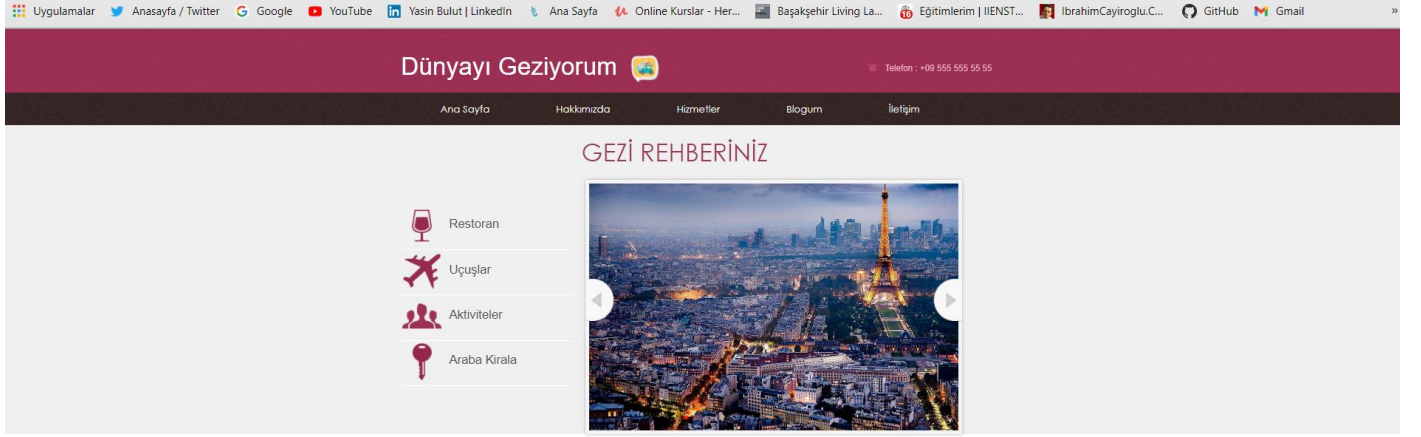 Uygulamalar Anasayfa / Twitter Google YouTube Yasin Bulut | LinkedIn Ana Sayfa Online Kurslar - Her... Başakşehir Living La... 16 Eğitimlerim | IIENST... IbrahimCayiroglu.C... GitHub Gmail »
Dünyayı Geziyorum Telefon : +09 555 555 55 55
Ana Sayfa Hakkımızda Hizmetler Blogum İletişim
GEZİ REHBERİNİZ
Restoran
Uçuşlar
Aktiviteler
Araba Kirala